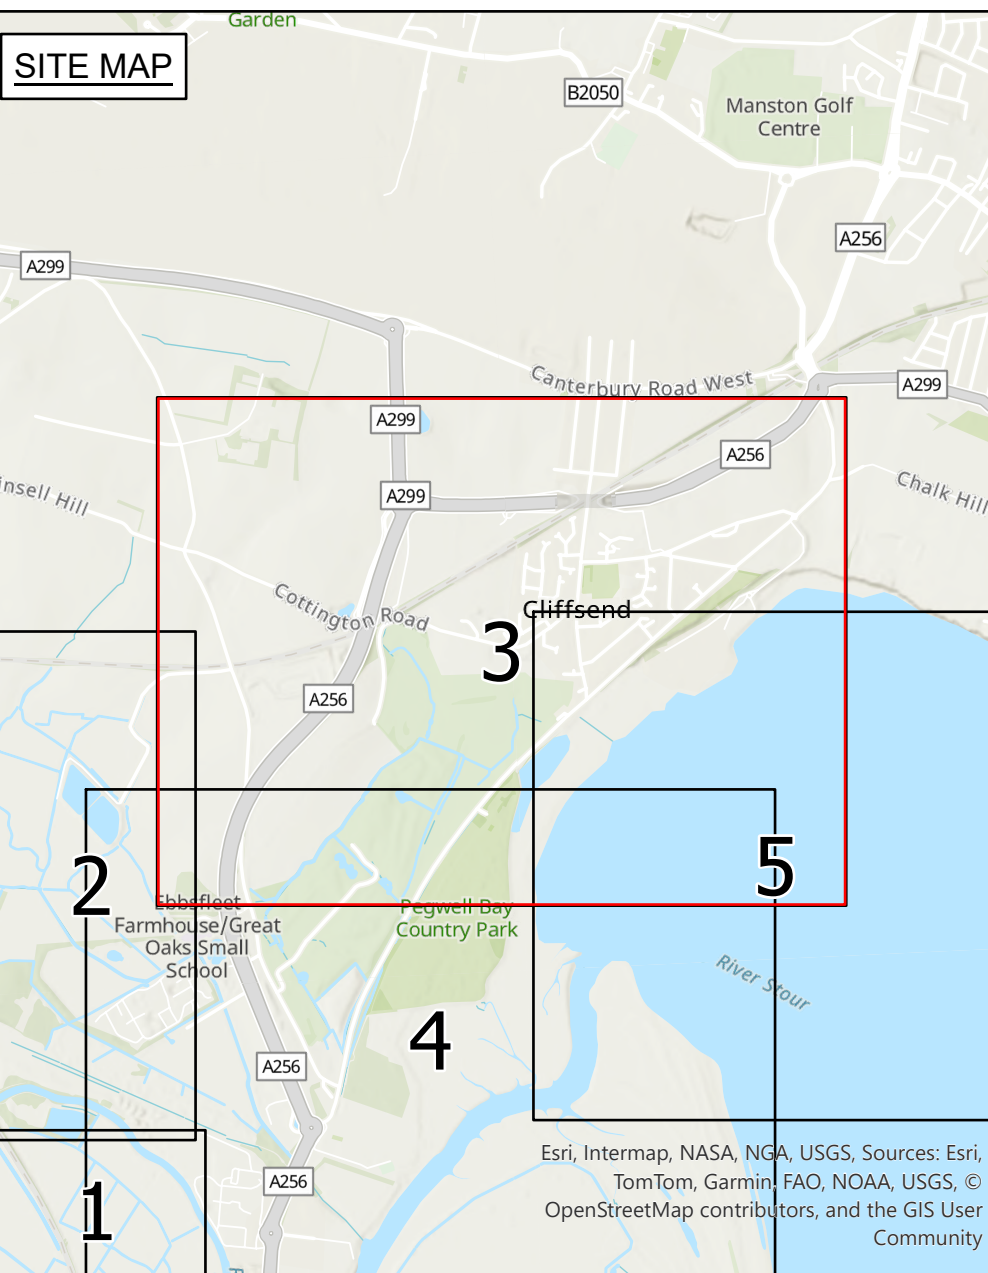 Garden
SITE MAP
B2050
Manston Golf
Centre
A256
A299
Canterbury Road West
A299
A299
A256
A299
insell Hill
Chalk Hill
Cottington Road
Cliffsend
3
A256
2
5
Ebbsfleet
Farmhouse/Great
Oaks Small
School
Pegwell Bay
Country Park
River Stour
4
A256
A256
1
Esri, Intermap, NASA, NGA, USGS, Sources: Esri,
TomTom, Garmin, FAO, NOAA, USGS, ©
OpenStreetMap contributors, and the GIS User
Community